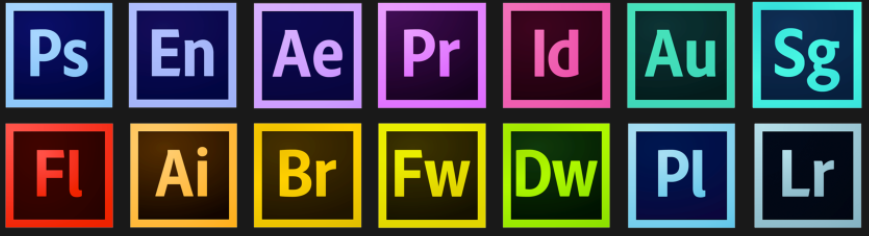 Ps En Ae Pr Id Au Sg
Fl Ai Br Fw Dw Pl Lr